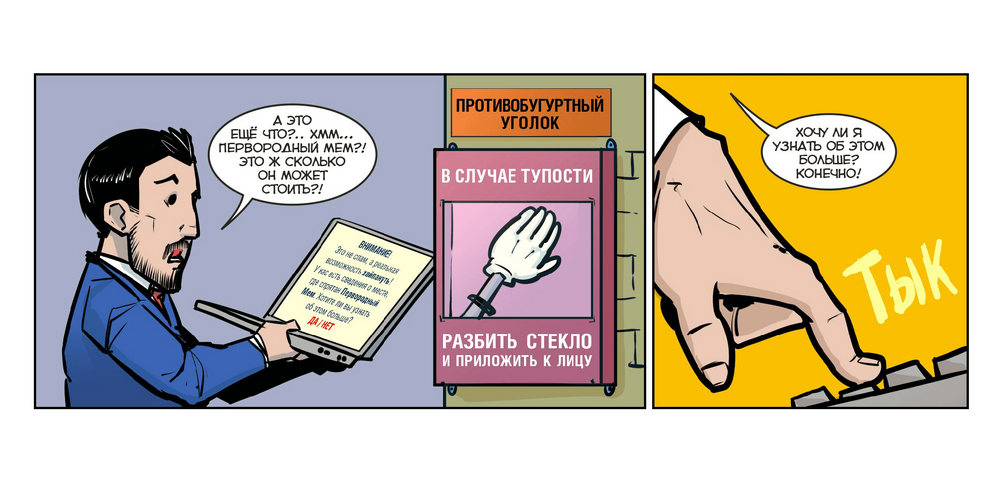 А ЭТО
ЕЩЁ ЧТО?.. ХММ...
ПЕРВОРОДНЫЙ МЕМ?!
ЭТО Ж СКОЛЬКО
ОН МОЖЕТ
СТОИТЬ?!
ВНИМАНИЕ!
Это не спам, а реальная
возможность хайпануть!
У нас есть сведения о месте,
где спрятан Первородный
Мем. Хотите ли вы узнать
об этом больше?
ДА / НЕТ
ПРОТИВОБУГУРТНЫЙ
УГОЛОК
В СЛУЧАЕ ТУПОСТИ
РАЗБИТЬ СТЕКЛО
И ПРИЛОЖИТЬ К ЛИЦУ
ХОЧУ ЛИ Я
УЗНАТЬ ОБ ЭТОМ
БОЛЬШЕ?
КОНЕЧНО!
ТЫК